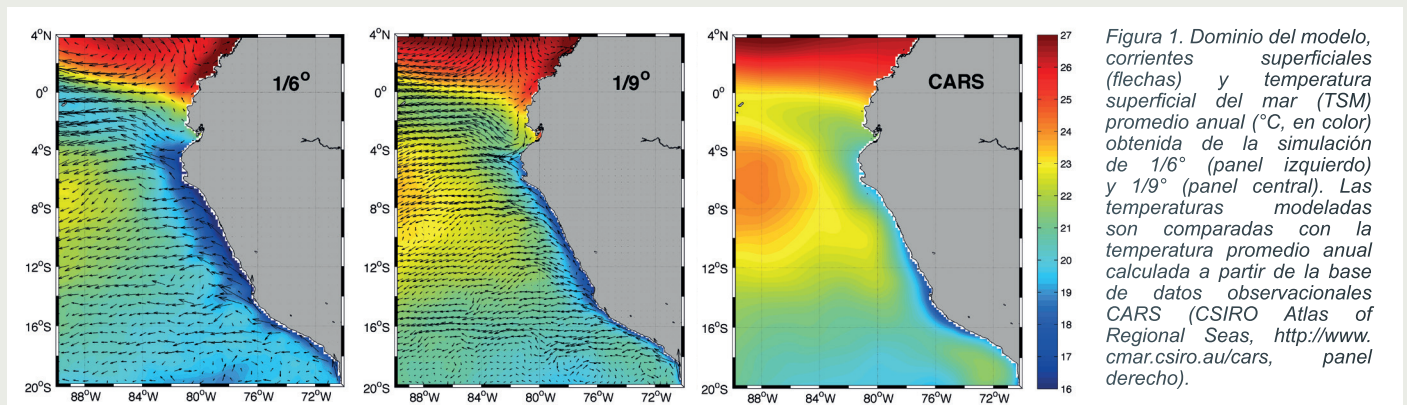 4°N
0°
4°S
8°S
12°S
16°S
20°S
88°W
84°W
80°W
76°W
72°W
1/6°
4°N
0°
4°S
8°S
12°S
16°S
20°S
88°W
84°W
80°W
76°W
72°W
1/9°
4°N
0°
4°S
8°S
12°S
16°S
20°S
88°W
84°W
80°W
76°W
72°W
CARS
27
26
25
24
23
22
21
20
19
18
17
16
Figura 1. Dominio del modelo,
corrientes superficiales
(flechas) y temperatura
superficial del mar (TSM)
promedio anual (°C, en color)
obtenida de la simulación
de 1/6° (panel izquierdo)
y 1/9° (panel central). Las
temperaturas modeladas
son comparadas con la
temperatura promedio anual
calculada a partir de la base
de datos observacionales
CARS (CSIRO Atlas of
Regional Seas, http://www.
cmar.csiro.au/cars, panel
derecho).